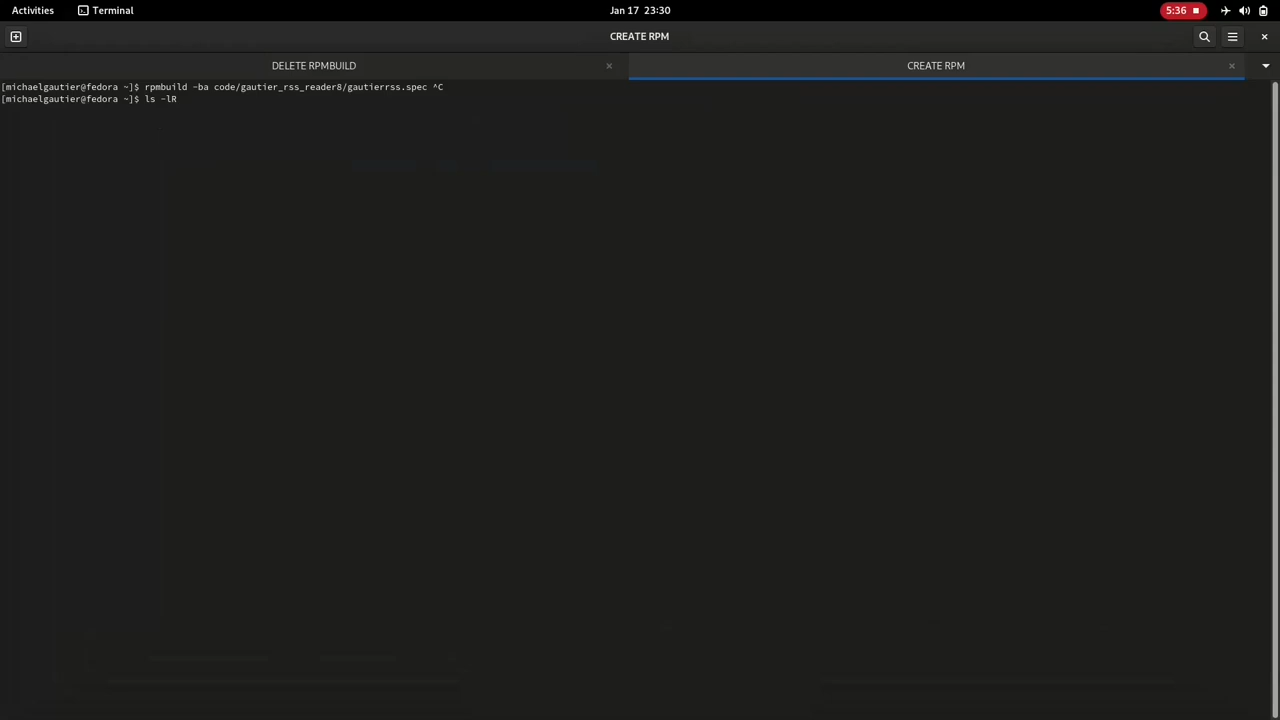 Activities Terminal Jan 17 23:30 5:36
CREATE RPM
DELETE RPMBUILD CREATE RPM
[michaelgautier@fedora ~]$ rpmbuild -ba code/gautier_rss_reader8/gautierrss.spec ^C
[michaelgautier@fedora ~]$ ls -lR